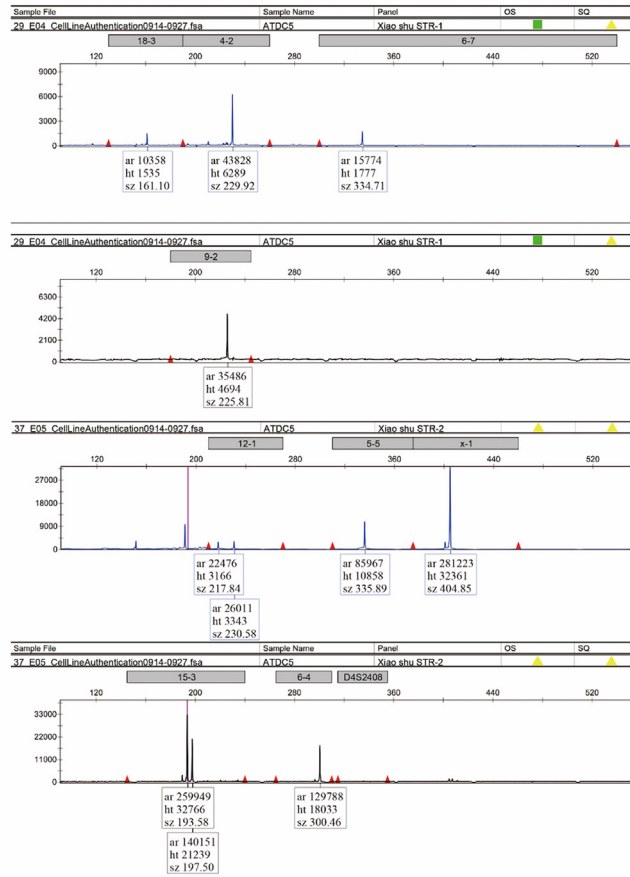 Sample File Sample Name Panel OS SQ
29_E04_CellLineAuthentication0914-0927.fsa ATDC5 Xiao shu STR-1
18-3 4-2 6-7
120 200 280 360 440 520
9000
6000
3000
0
ar 10358 ar 43828 ar 15774
ht 1535 ht 6289 ht 1777
sz 161.10 sz 229.92 sz 334.71
29_E04_CellLineAuthentication0914-0927.fsa ATDC5 Xiao shu STR-1
9-2
120 200 280 360 440 520
6300
4200
2100
0
ar 35486
ht 4694
sz 225.81
37_E05_CellLineAuthentication0914-0927.fsa ATDC5 Xiao shu STR-2
12-1 5-5 x-1
120 200 280 360 440 520
27000
18000
9000
0
ar 22476 ar 85967 ar 281223
ht 3166 ht 10858 ht 32361
sz 217.84 sz 335.89 sz 404.85
ar 26011
ht 3343
sz 230.58
Sample File Sample Name Panel OS SQ
37_E05_CellLineAuthentication0914-0927.fsa ATDC5 Xiao shu STR-2
15-3 6-4 D4S2408
120 200 280 360 440 520
33000
22000
11000
0
ar 259949 ar 129788
ht 32766 ht 18033
sz 193.58 sz 300.46
ar 140151
ht 21239
sz 197.50